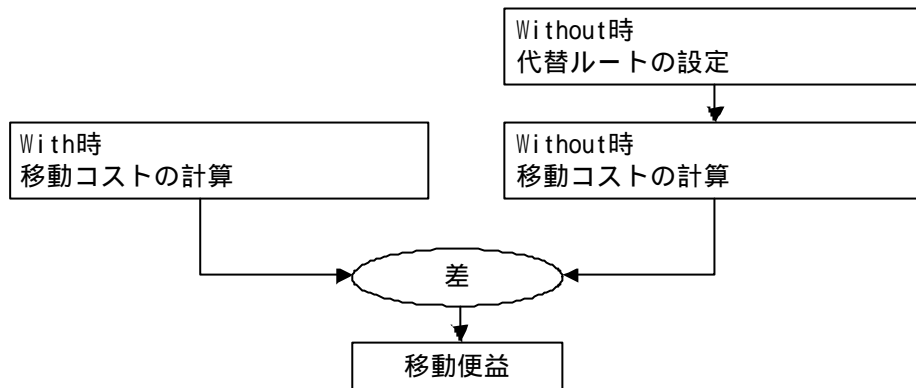 Without時
代替ルートの設定
With時
移動コストの計算
Without時
移動コストの計算
差
移動便益